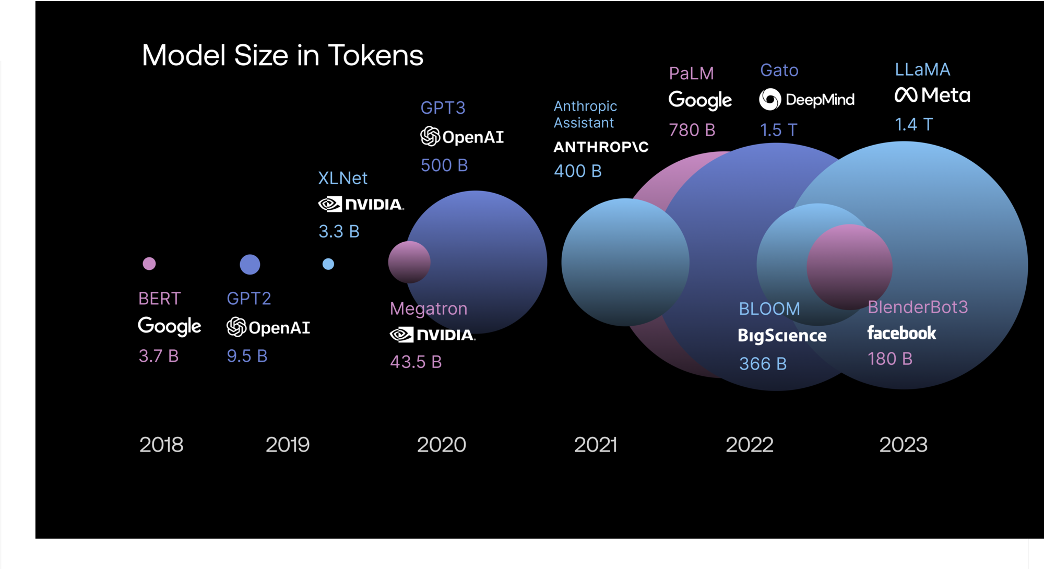 Model Size in Tokens
BERT
Google
3.7 B
GPT2
OpenAI
9.5 B
XLNet
NVIDIA.
3.3 B
GPT3
OpenAI
500 B
Megatron
NVIDIA.
43.5 B
Anthropic
Assistant
ANTHROP\C
400 B
PaLM
Google
780 B
Gato
DeepMind
1.5 T
LLaMA
Meta
1.4 T
BLOOM
BigScience
366 B
BlenderBot3
facebook
180 B
2018
2019
2020
2021
2022
2023